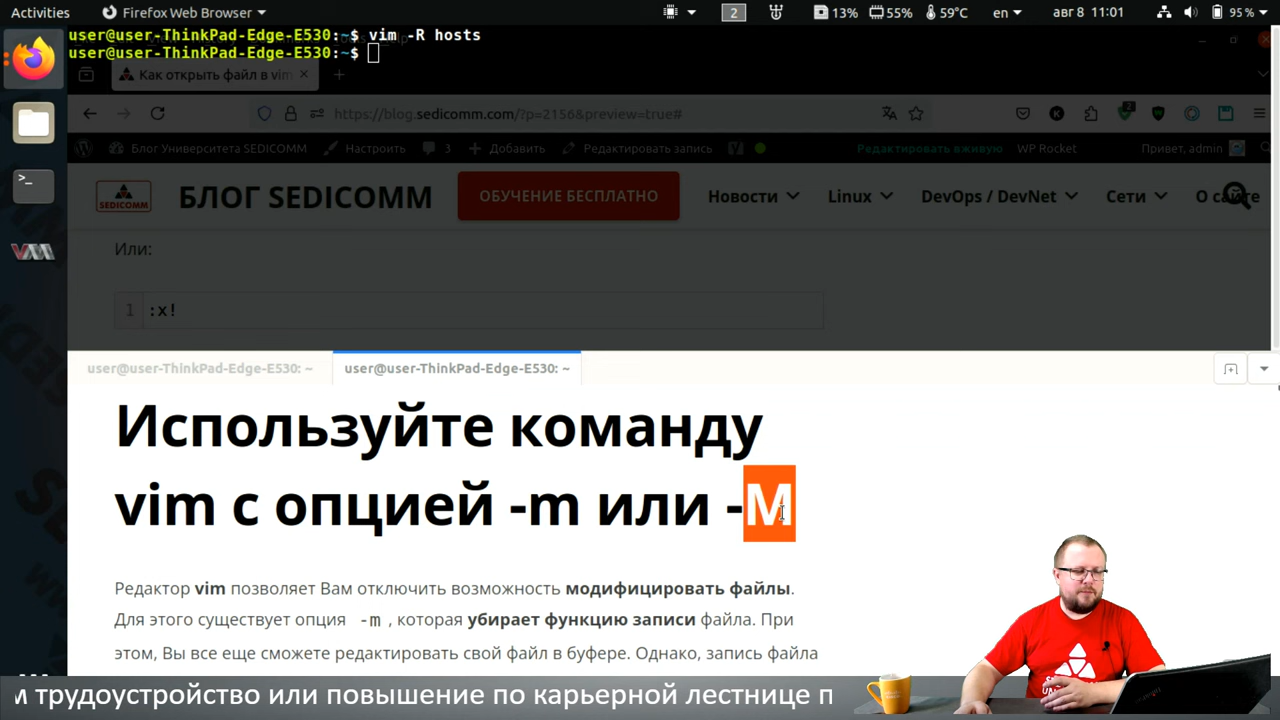 Activities Firefox Web Browser 2 13% 55% 59°C en авг 8 11:01 95%
user@user-ThinkPad-Edge-E530:~$ vim -R hosts
user@user-ThinkPad-Edge-E530:~$
Как открыть файл в vim
https://blog.sedicomm.com/?p=2156&preview=true#
Блог Университета SEDICOMM Настроить 3 Добавить Редактировать запись Редактировать вживую WP Rocket Привет, admin
SEDICOMM БЛОГ SEDICOMM ОБУЧЕНИЕ БЕСПЛАТНО Новости Linux DevOps / DevNet Сети О сайте
Или:
1 :x!
user@user-ThinkPad-Edge-E530: ~ user@user-ThinkPad-Edge-E530: ~
Используйте команду
vim с опцией -m или -M
Редактор vim позволяет Вам отключить возможность модифицировать файлы.
Для этого существует опция -m , которая убирает функцию записи файла. При
этом, Вы все еще сможете редактировать свой файл в буфере. Однако, запись файла
м трудоустройство или повышение по карьерной лестнице п